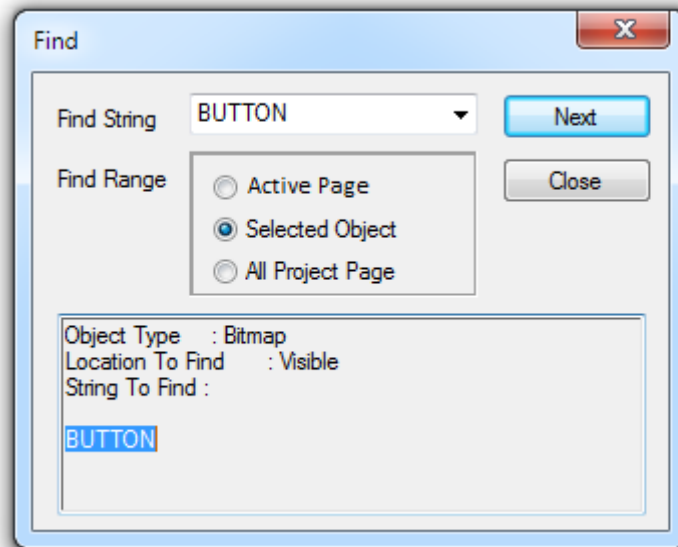 Find
Find String BUTTON Next
Find Range Close
Active Page
Selected Object
All Project Page
Object Type : Bitmap
Location To Find : Visible
String To Find :
BUTTON